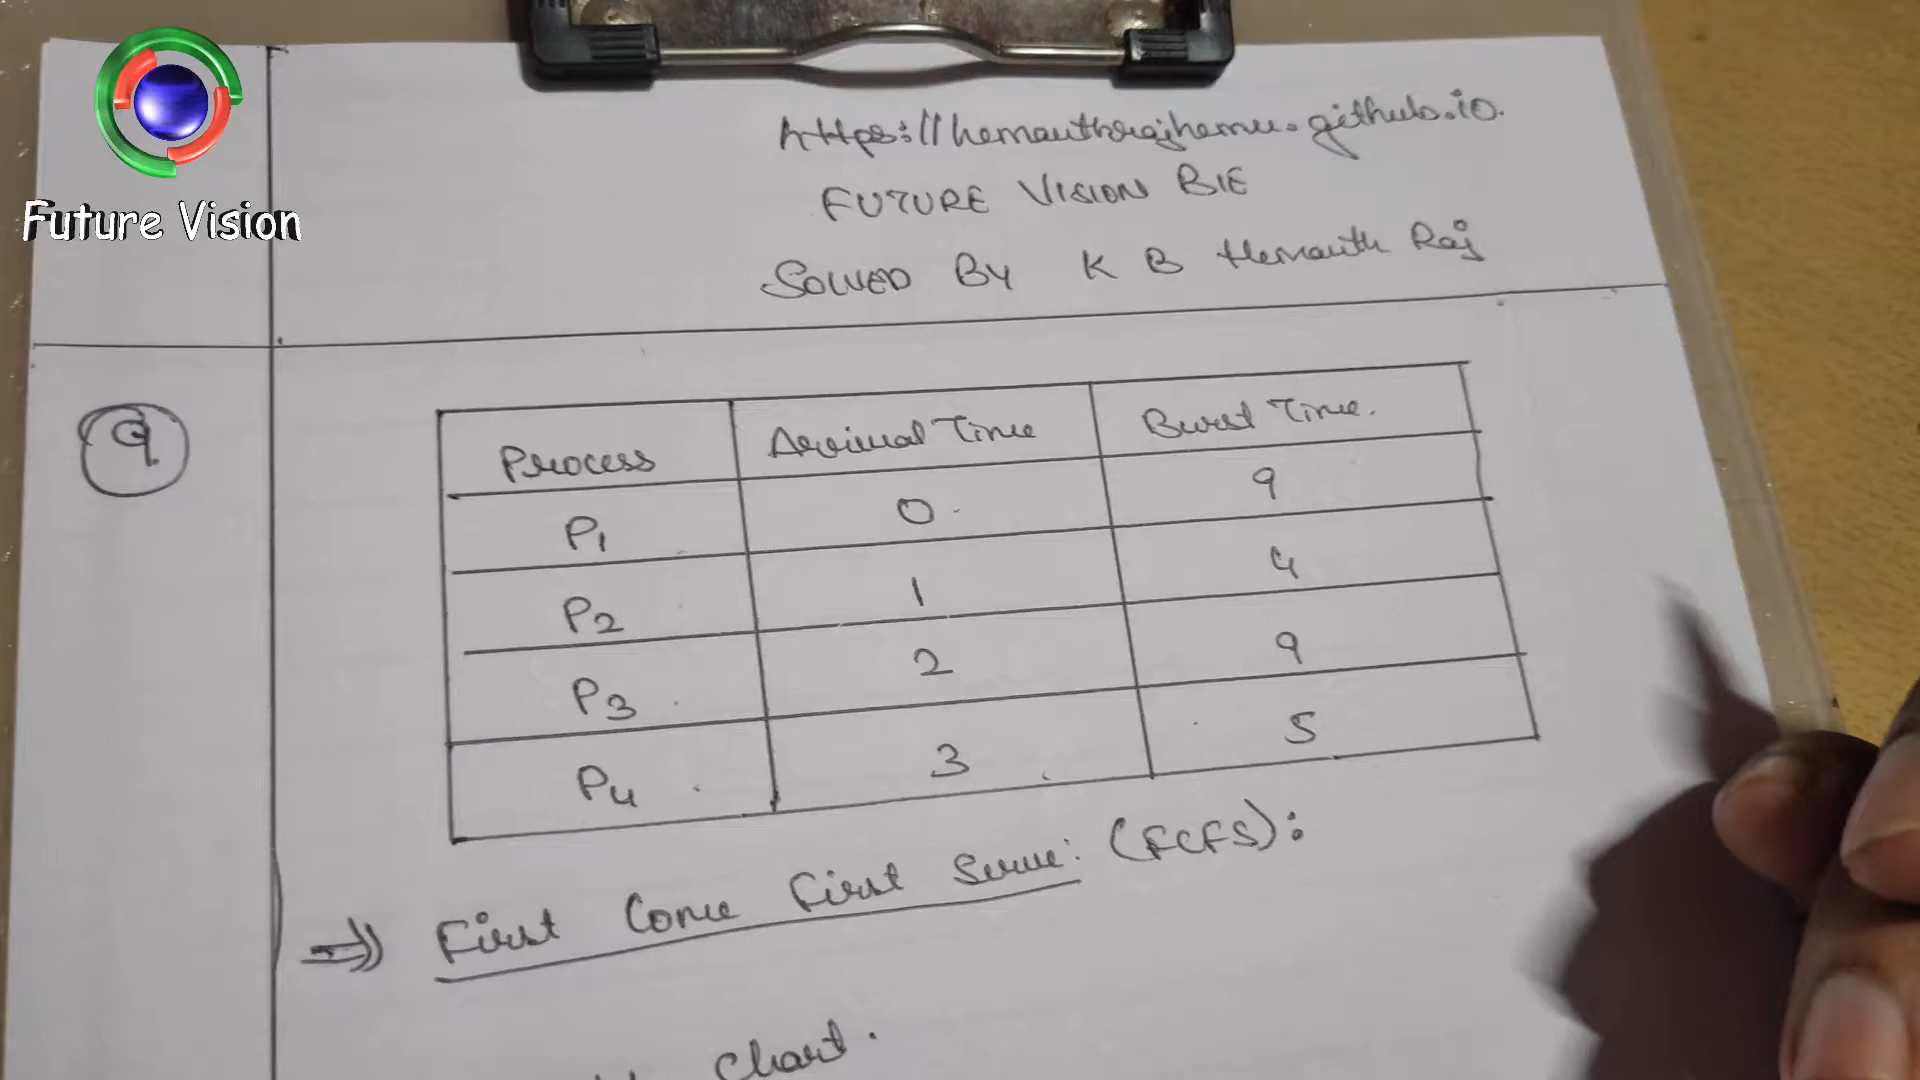 Future Vision
https://hemanthrajhemu.github.io.
FUTURE VISION BIE
SOLVED BY K B Hemanth Raj
9
Process Arrival Time Burst Time.
P1 0 9
P2 1 4
P3 2 9
P4 3 5
⇒ First Come First Serve: (FCFS):
Chart.